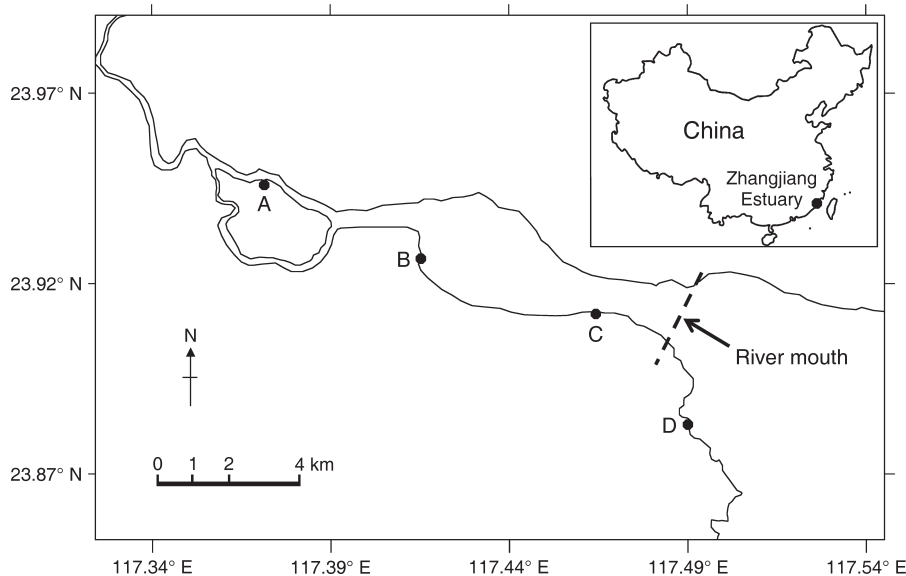 23.97° N
23.92° N
23.87° N
China
Zhangjiang
Estuary
A
B
C
D
River mouth
N
0 1 2 4 km
117.34° E 117.39° E 117.44° E 117.49° E 117.54° E